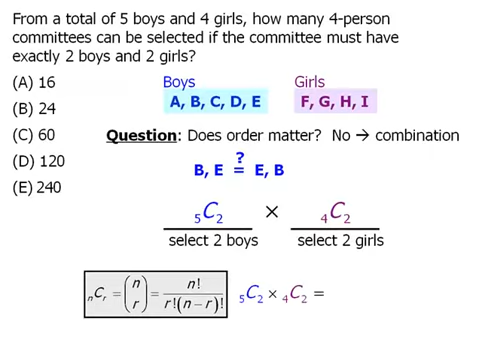 From a total of 5 boys and 4 girls, how many 4-person
committees can be selected if the committee must have
exactly 2 boys and 2 girls?
(A) 16
(B) 24
(C) 60
(D) 120
(E) 240
Boys
Girls
A, B, C, D, E
F, G, H, I
Question: Does order matter? No → combination
?
B, E = E, B
₅C₂ × ₄C₂
select 2 boys
select 2 girls
ₙCᵣ = (n r) = n! / r!(n−r)!
₅C₂ × ₄C₂ =